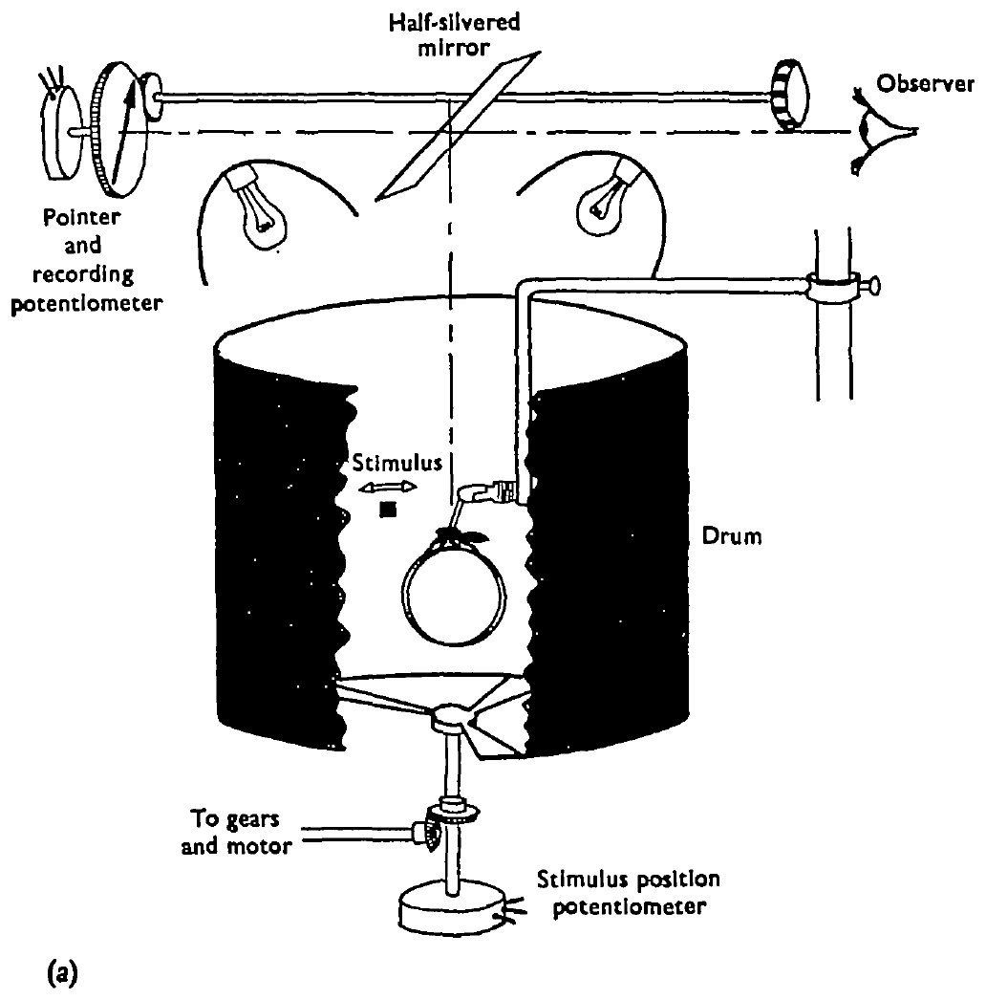 Half-silvered
mirror
Observer
Pointer
and
recording
potentiometer
Stimulus
Drum
To gears
and motor
Stimulus position
potentiometer
(a)